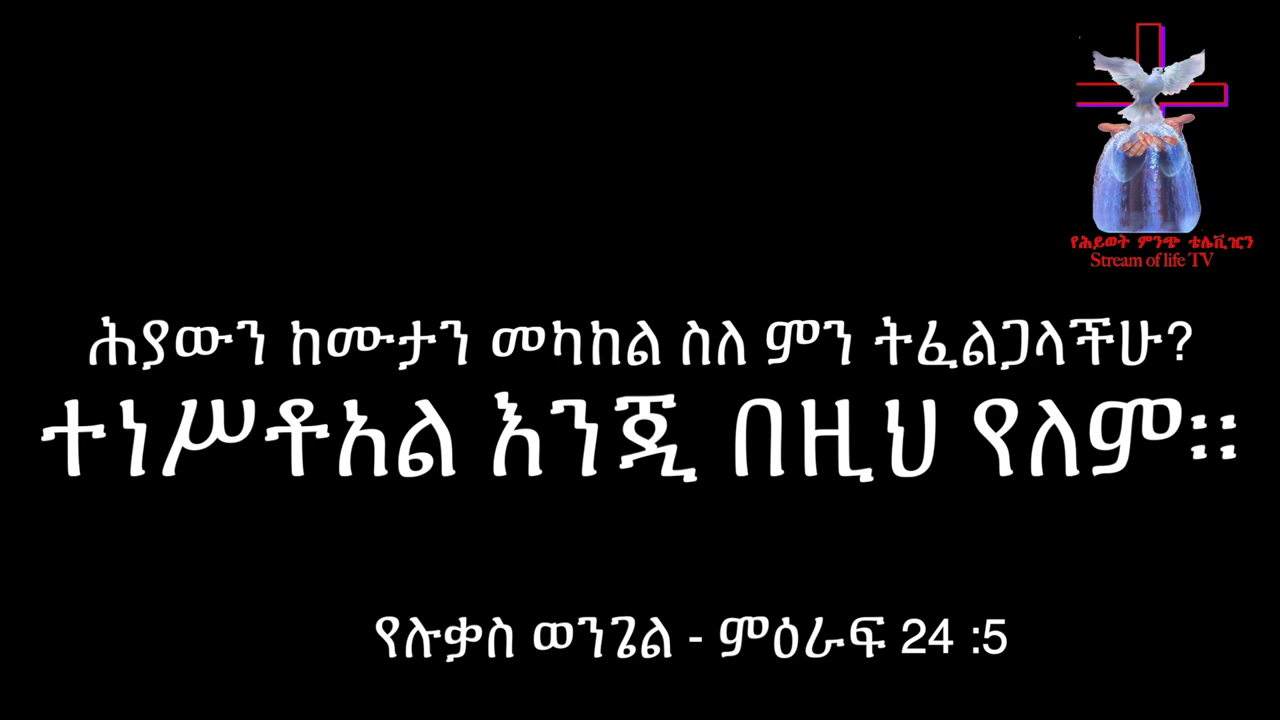 የሕይወት ምንጭ ቴሌቪዢን
Stream of life TV
ሕያውን ከሙታን መካከል ስለ ምን ትፈልጋላችሁ?
ተነሥቶአል እንጂ በዚህ የለም፡፡
የሉቃስ ወንጌል - ምዕራፍ 24 :5